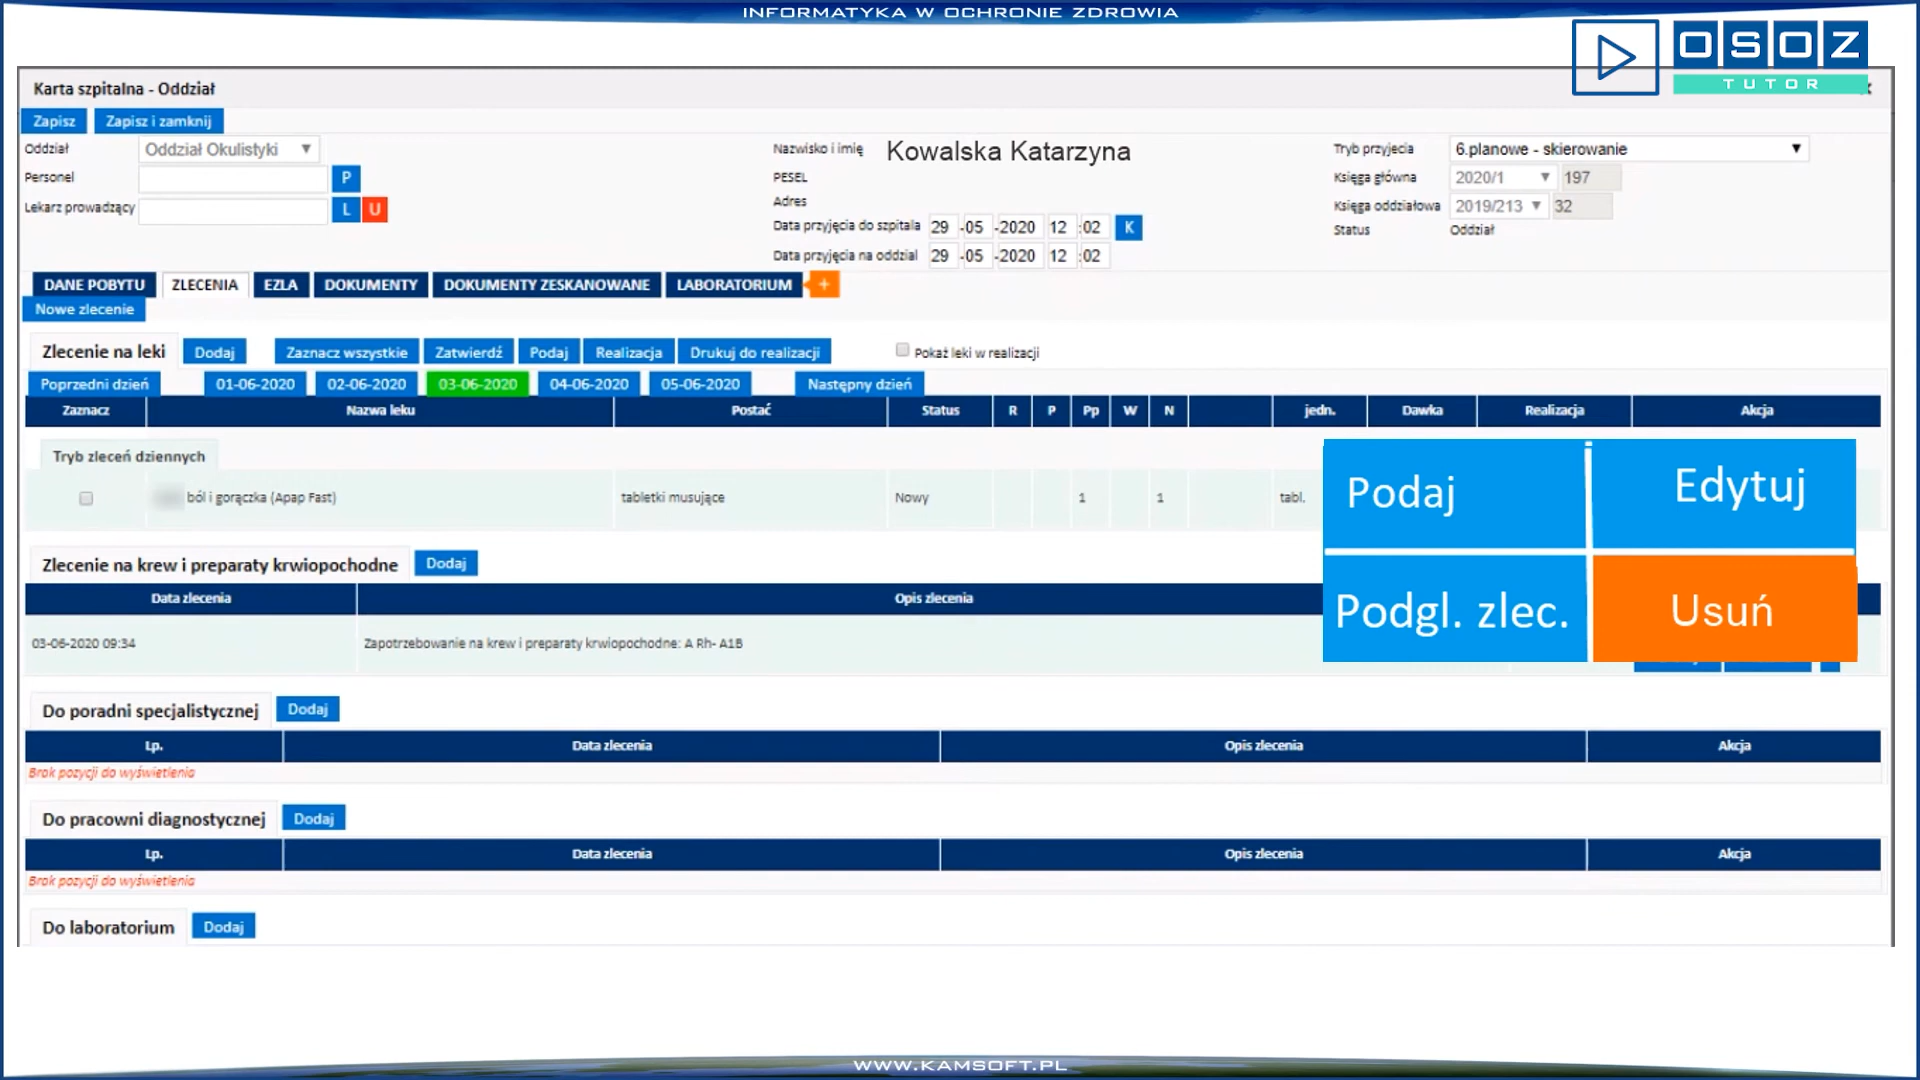 INFORMATYKA W OCHRONIE ZDROWIA
OSOZ
TUTOR
Karta szpitalna - Oddział
Zapisz Zapisz i zamknij
Oddział Oddział Okulistyki Nazwisko i imię Kowalska Katarzyna Tryb przyjęcia 6.planowe - skierowanie
Personel P PESEL Księga główna 2020/1 197
Adres
Lekarz prowadzący L U Księga oddziałowa 2019/213 32
Data przyjęcia do szpitala 29 -05 -2020 12 :02 K Status Oddział
Data przyjęcia na oddział 29 -05 -2020 12 :02
DANE POBYTU ZLECENIA EZLA DOKUMENTY DOKUMENTY ZESKANOWANE LABORATORIUM +
Nowe zlecenie
Zlecenie na leki Dodaj Zaznacz wszystkie Zatwierdź Podaj Realizacja Drukuj do realizacji Pokaż leki w realizacji
Poprzedni dzień 01-06-2020 02-06-2020 03-06-2020 04-06-2020 05-06-2020 Następny dzień
Zaznacz Nazwa leku Postać Status R P Pp W N jedn. Dawka Realizacja Akcja
Tryb zleceń dziennych
ból i gorączka (Apap Fast) tabletki musujące Nowy 1 1 tabl.
Podaj Edytuj
Podgl. zlec. Usuń
Zlecenie na krew i preparaty krwiopochodne Dodaj
Data zlecenia Opis zlecenia
03-06-2020 09:34 Zapotrzebowanie na krew i preparaty krwiopochodne: A Rh- A1B
Do poradni specjalistycznej Dodaj
Lp. Data zlecenia Opis zlecenia Akcja
Brak pozycji do wyświetlenia
Do pracowni diagnostycznej Dodaj
Lp. Data zlecenia Opis zlecenia Akcja
Brak pozycji do wyświetlenia
Do laboratorium Dodaj
WWW.KAMSOFT.PL